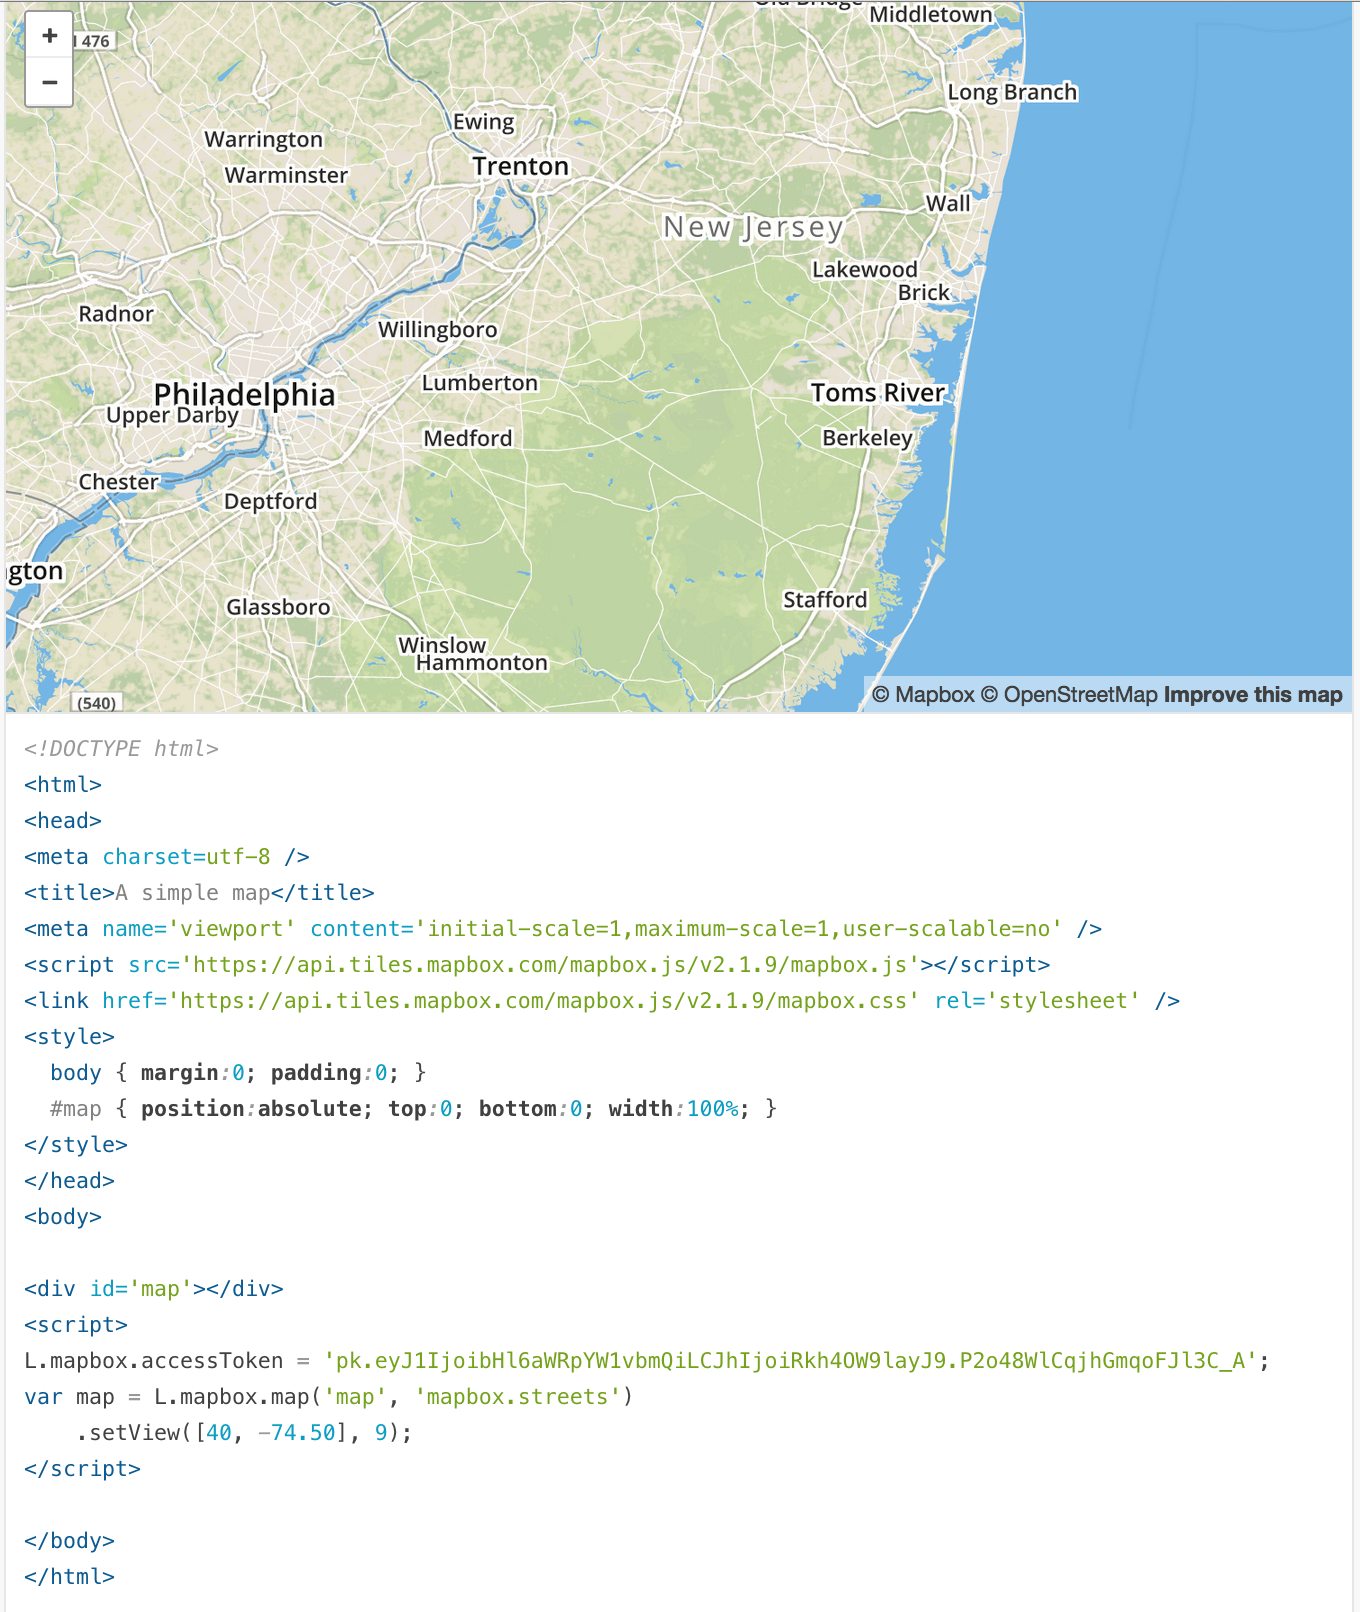 Middletown
+
I 476
−
Long Branch
Ewing
Warrington
Trenton
Warminster
Wall
New Jersey
Lakewood
Brick
Radnor
Willingboro
Lumberton
Philadelphia
Toms River
Upper Darby
Medford
Berkeley
Chester
Deptford
gton
Stafford
Glassboro
Winslow
Hammonton
(540)
© Mapbox © OpenStreetMap Improve this map
<!DOCTYPE html>
<html>
<head>
<meta charset=utf-8 />
<title>A simple map</title>
<meta name='viewport' content='initial-scale=1,maximum-scale=1,user-scalable=no' />
<script src='https://api.tiles.mapbox.com/mapbox.js/v2.1.9/mapbox.js'></script>
<link href='https://api.tiles.mapbox.com/mapbox.js/v2.1.9/mapbox.css' rel='stylesheet' />
<style>
  body { margin:0; padding:0; }
  #map { position:absolute; top:0; bottom:0; width:100%; }
</style>
</head>
<body>
<div id='map'></div>
<script>
L.mapbox.accessToken = 'pk.eyJ1IjoibHl6aWRpYW1vbmQiLCJhIjoiRkh4OW9layJ9.P2o48WlCqjhGmqoFJl3C_A';
var map = L.mapbox.map('map', 'mapbox.streets')
    .setView([40, -74.50], 9);
</script>
</body>
</html>